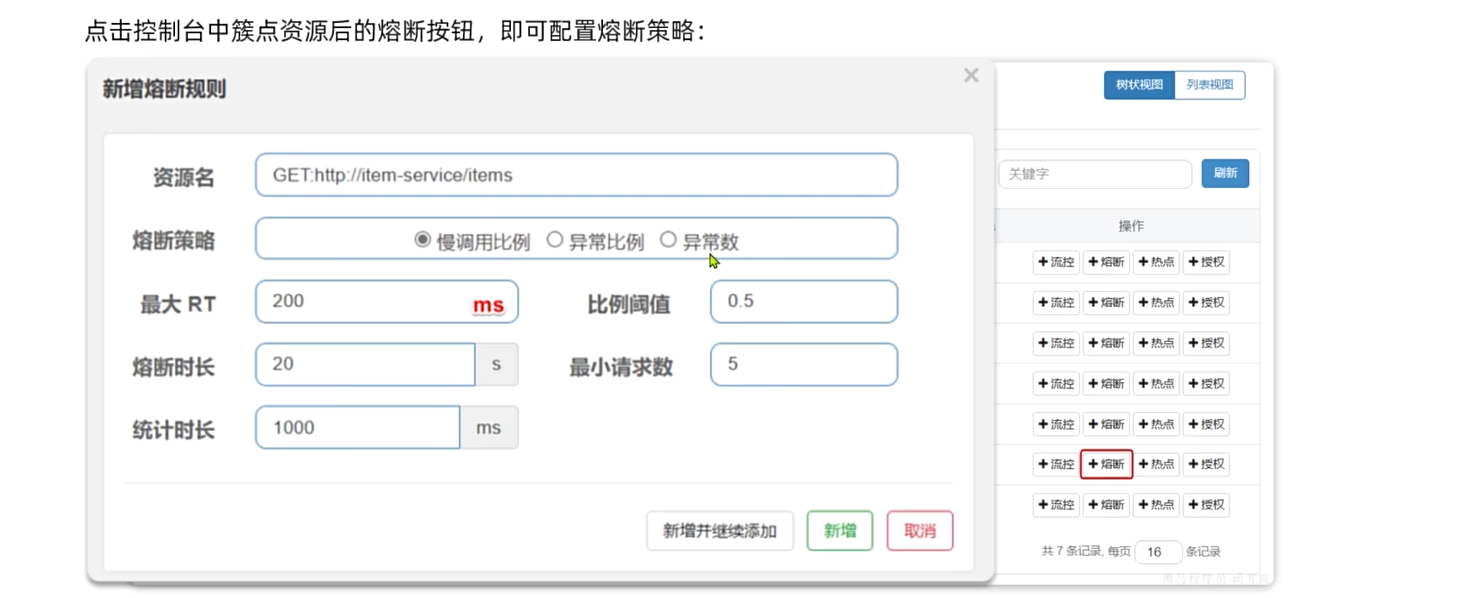 点击控制台中簇点资源后的熔断按钮，即可配置熔断策略：
新增熔断规则
×
资源名 GET:http://item-service/items
熔断策略 慢调用比例 异常比例 异常数
最大 RT 200 ms 比例阈值 0.5
熔断时长 20 s 最小请求数 5
统计时长 1000 ms
新增并继续添加 新增 取消
树状视图 列表视图
关键字 刷新
操作
+流控 +熔断 +热点 +授权
+流控 +熔断 +热点 +授权
+流控 +熔断 +热点 +授权
+流控 +熔断 +热点 +授权
+流控 +熔断 +热点 +授权
+流控 +熔断 +热点 +授权
+流控 +熔断 +热点 +授权
共 7 条记录, 每页 16 条记录